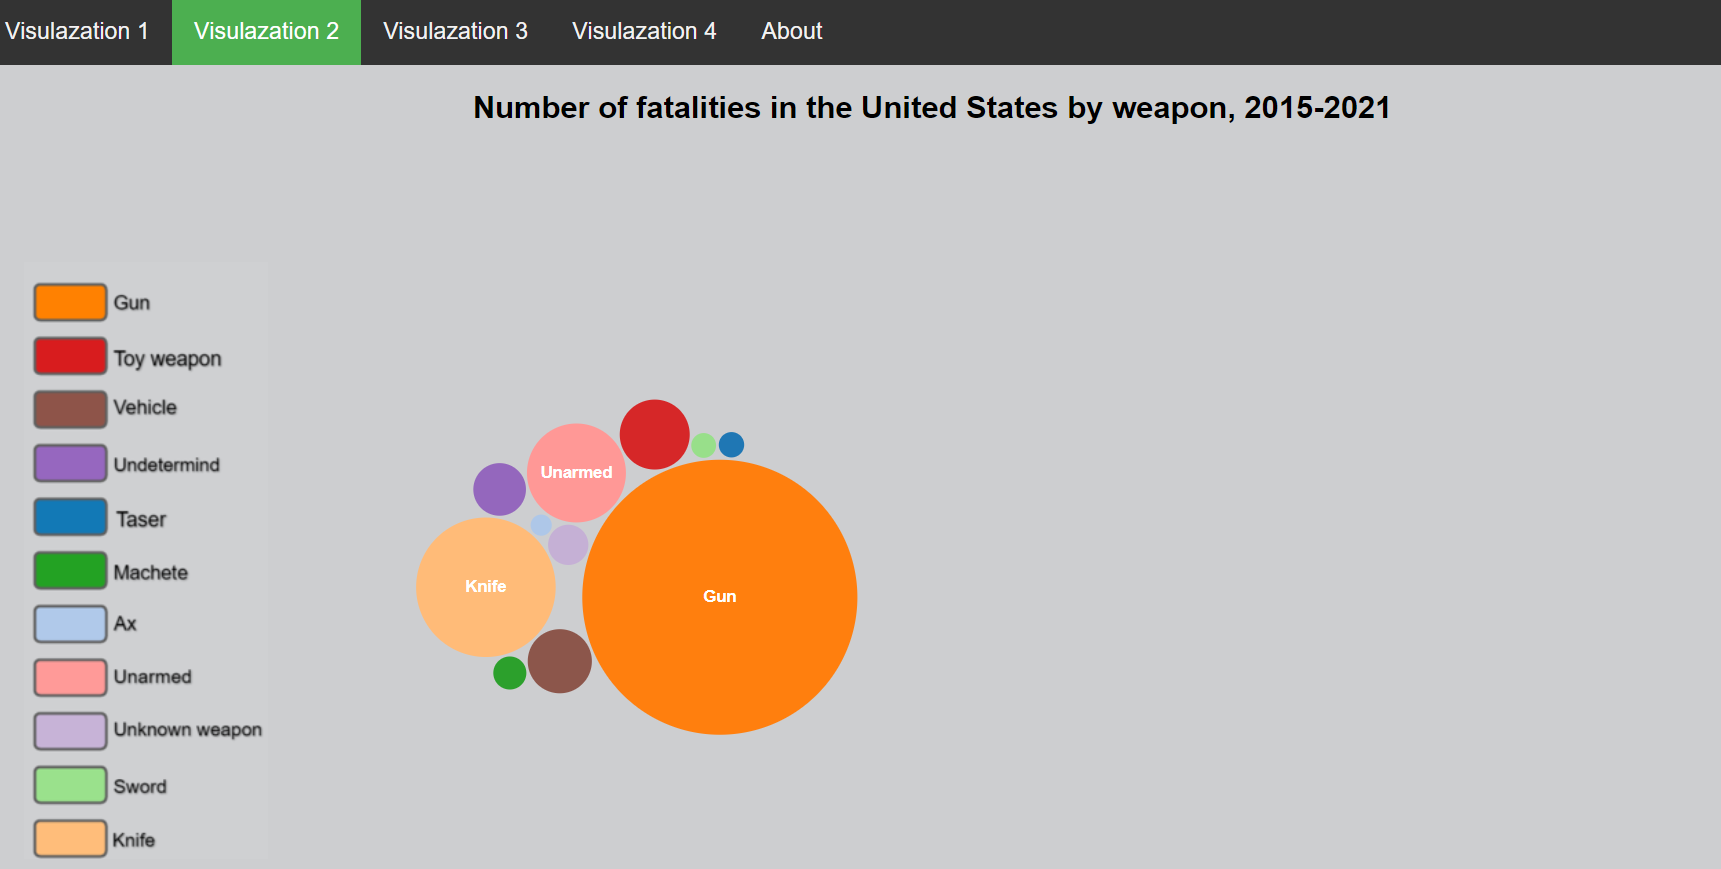 Visulazation 1 Visulazation 2 Visulazation 3 Visulazation 4 About
Number of fatalities in the United States by weapon, 2015-2021
Gun
Toy weapon
Vehicle
Undetermind
Taser
Machete
Ax
Unarmed
Unknown weapon
Sword
Knife
Unarmed
Knife
Gun